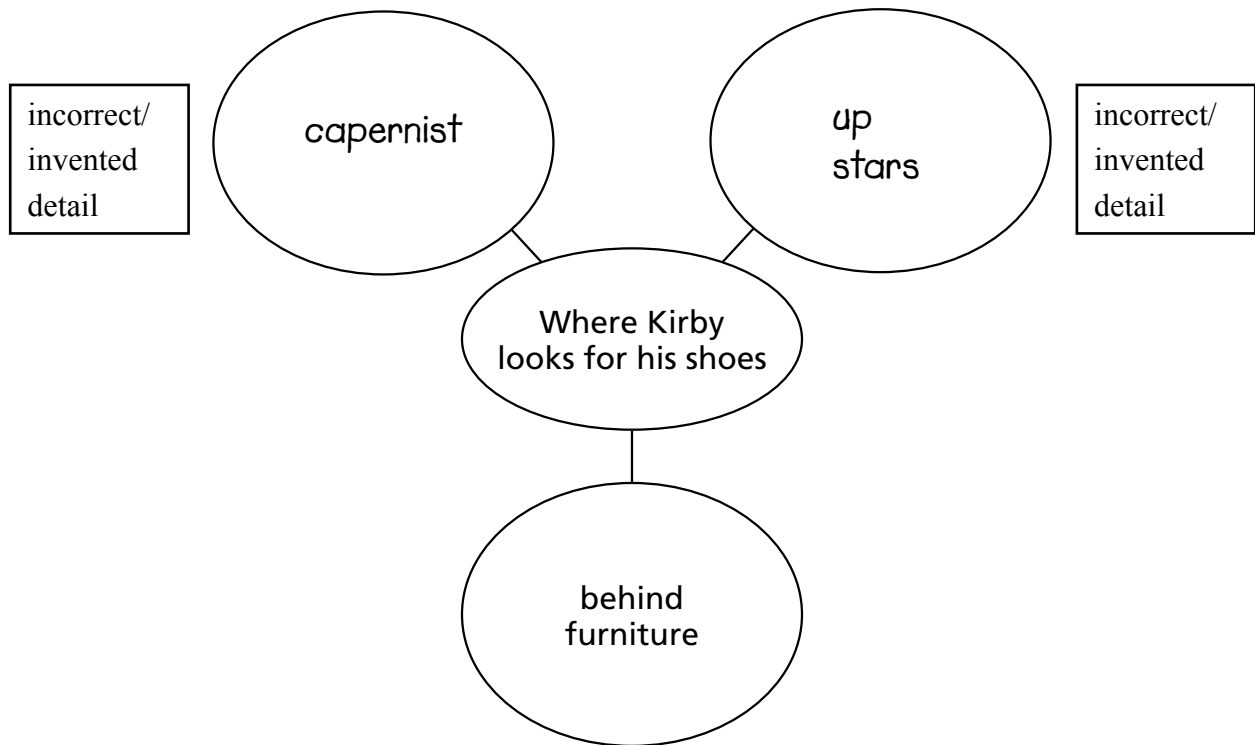 incorrect/
invented
detail
capernist
up
stars
incorrect/
invented
detail
Where Kirby
looks for his shoes
behind
furniture